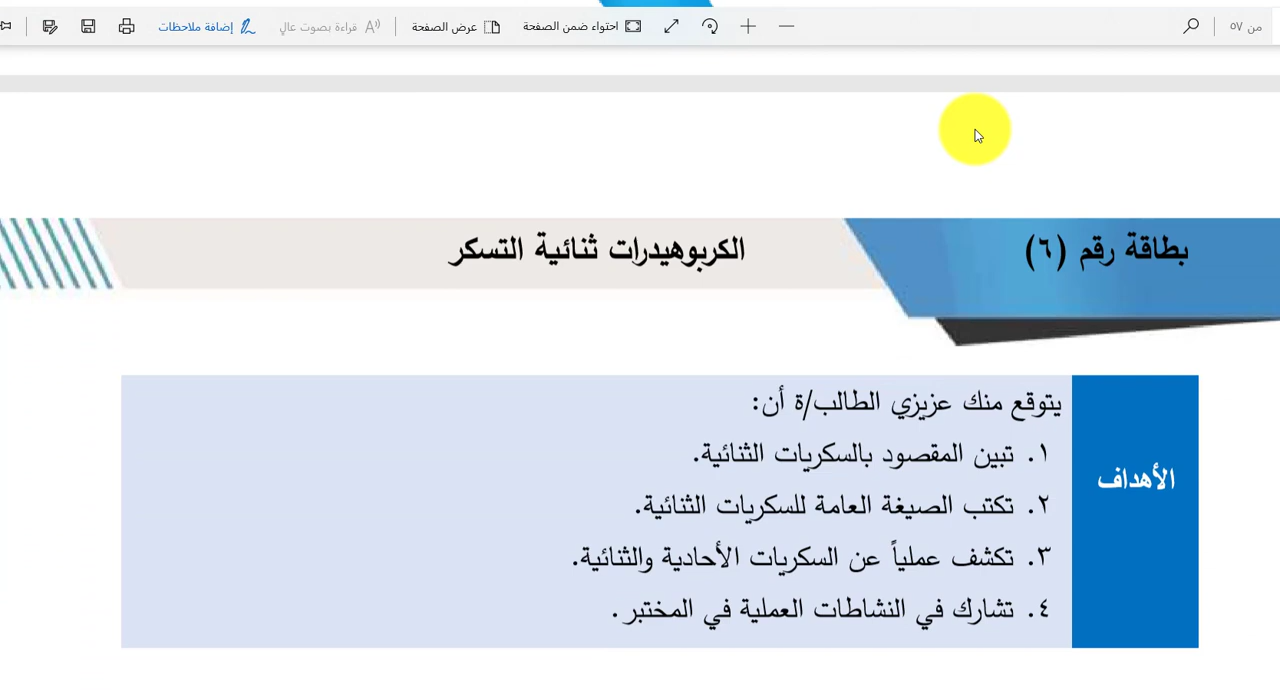 من ٥٧
احتواء ضمن الصفحة
عرض الصفحة
قراءة بصوت عالٍ
إضافة ملاحظات
بطاقة رقم (٦)
الكربوهيدرات ثنائية التسكر
الأهداف
يتوقع منك عزيزي الطالب/ة أن:
١. تبين المقصود بالسكريات الثنائية.
٢. تكتب الصيغة العامة للسكريات الثنائية.
٣. تكشف عملياً عن السكريات الأحادية والثنائية.
٤. تشارك في النشاطات العملية في المختبر .